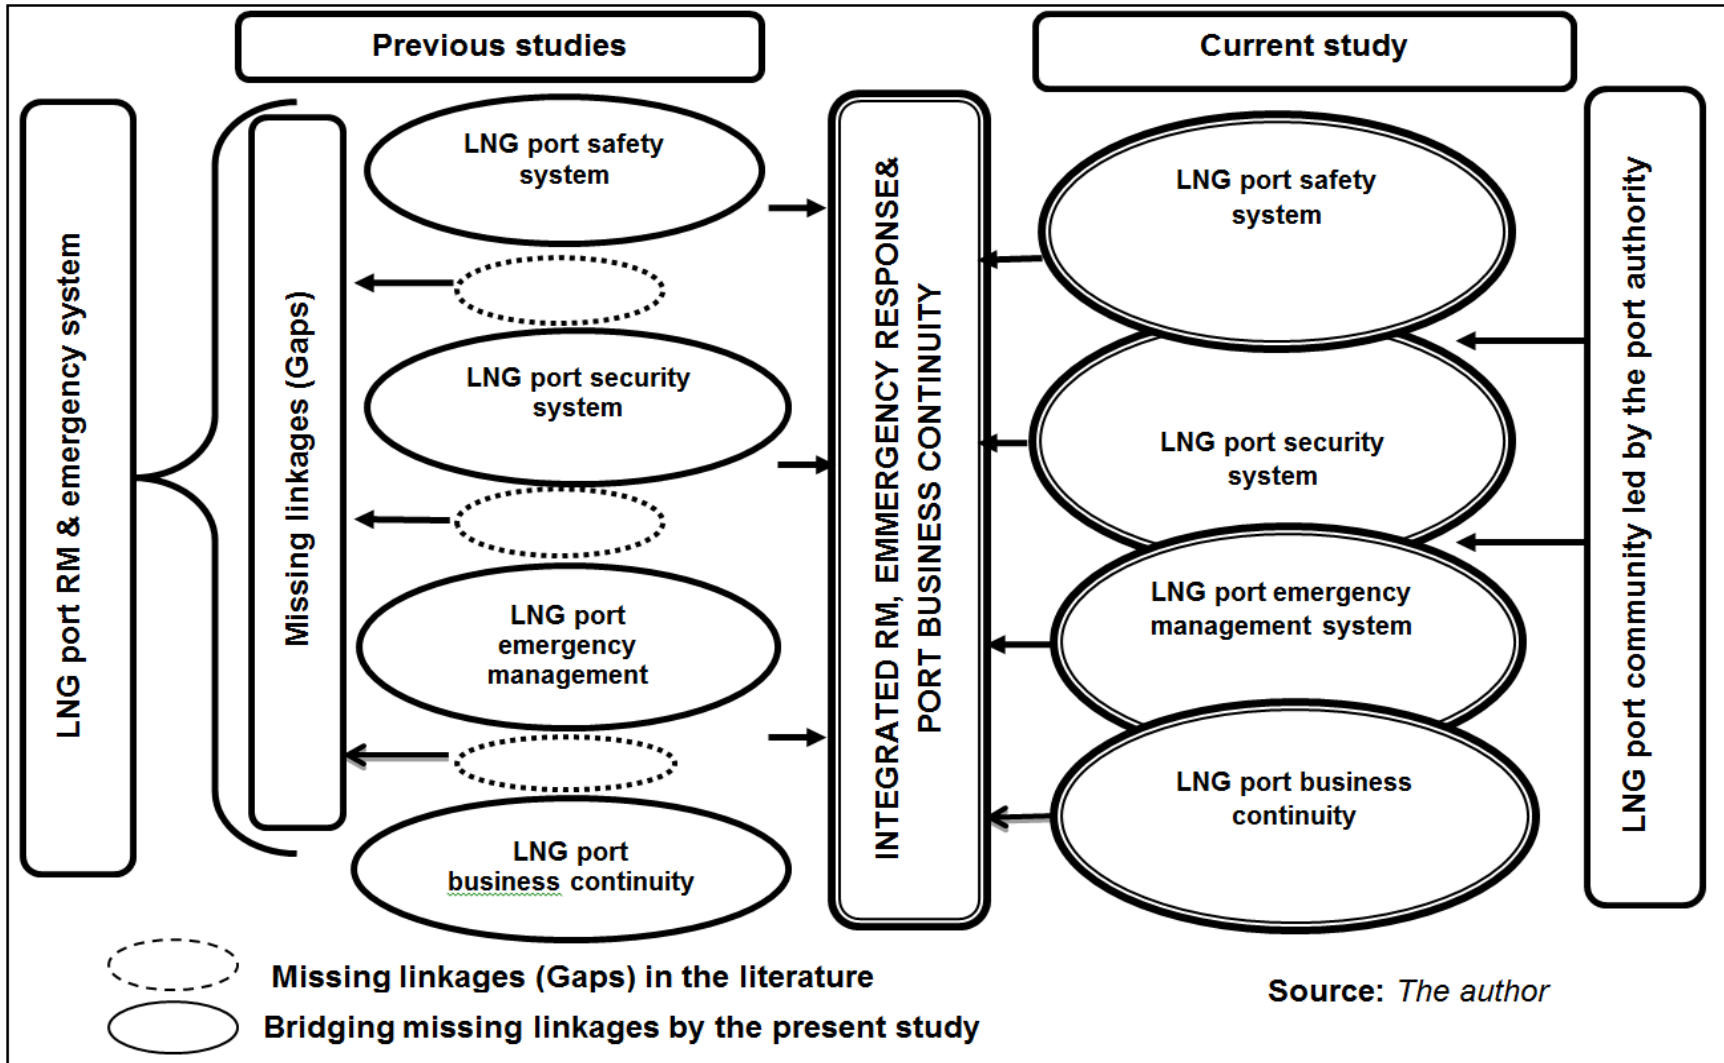 Previous studies
Current study
LNG port RM & emergency system
Missing linkages (Gaps)
LNG port safety
system
LNG port security
system
LNG port
emergency
management
LNG port
business continuity
INTEGRATED RM, EMMERGENCY RESPONSE&
PORT BUSINESS CONTINUITY
LNG port safety
system
LNG port security
system
LNG port emergency
management system
LNG port business
continuity
LNG port community led by the port authority
Missing linkages (Gaps) in the literature
Bridging missing linkages by the present study
Source: The author